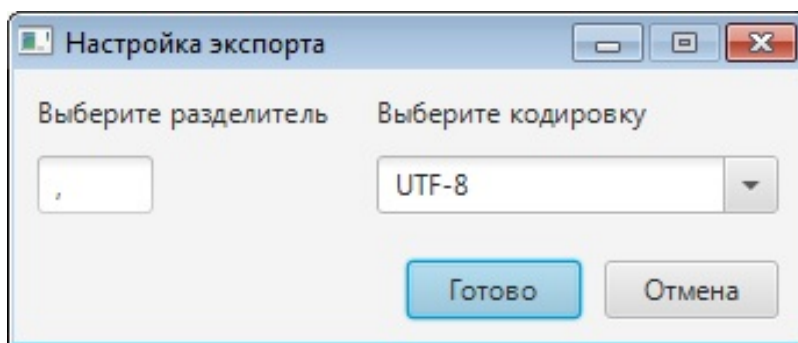 Настройка экспорта
Выберите разделитель Выберите кодировку
, UTF-8
Готово Отмена